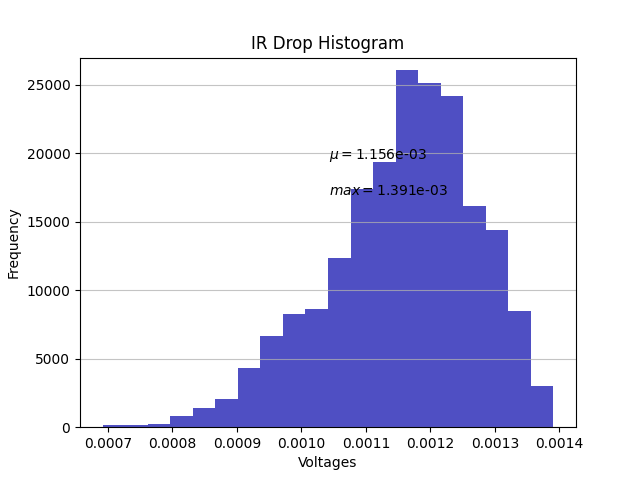 IR Drop Histogram
25000
20000
15000
10000
5000
0
Frequency
μ = 1.156e-03
max = 1.391e-03
0.0007 0.0008 0.0009 0.0010 0.0011 0.0012 0.0013 0.0014
Voltages